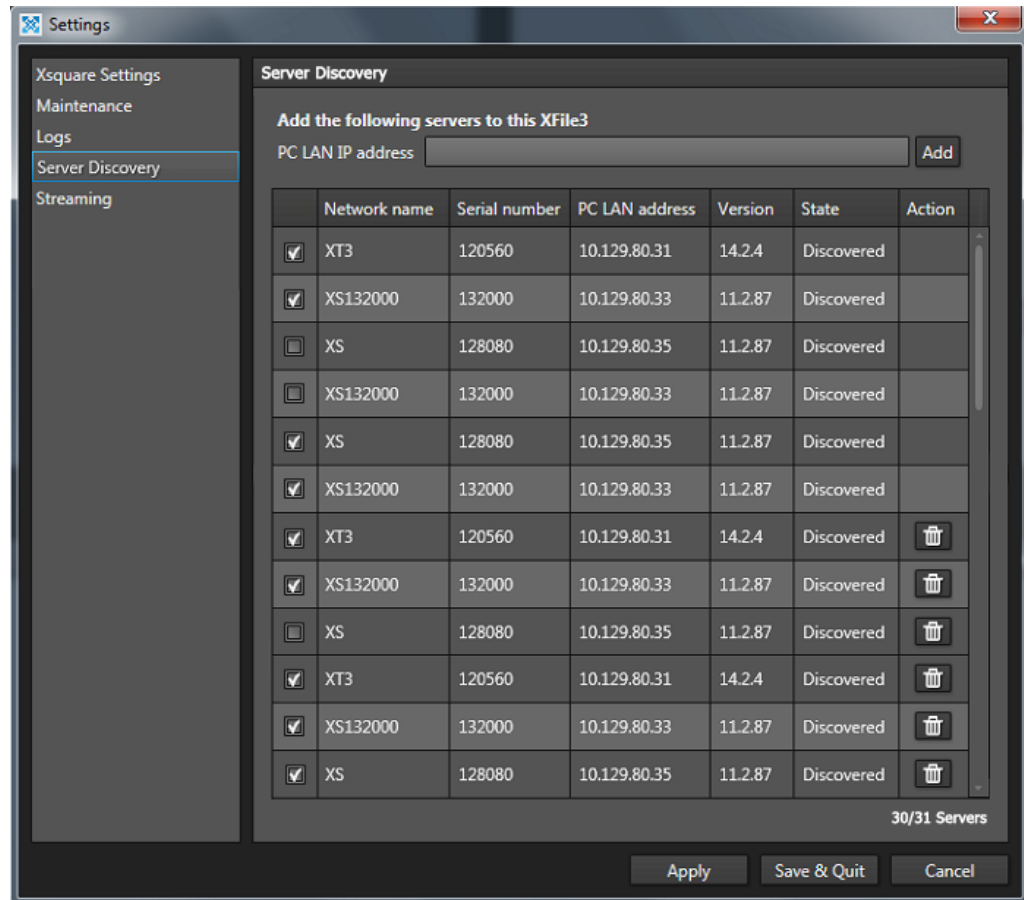 Settings
Xsquare Settings
Maintenance
Logs
Server Discovery
Streaming
Server Discovery
Add the following servers to this XFile3
PC LAN IP address Add
Network name Serial number PC LAN address Version State Action
XT3 120560 10.129.80.31 14.2.4 Discovered
XS132000 132000 10.129.80.33 11.2.87 Discovered
XS 128080 10.129.80.35 11.2.87 Discovered
XS132000 132000 10.129.80.33 11.2.87 Discovered
XS 128080 10.129.80.35 11.2.87 Discovered
XS132000 132000 10.129.80.33 11.2.87 Discovered
XT3 120560 10.129.80.31 14.2.4 Discovered
XS132000 132000 10.129.80.33 11.2.87 Discovered
XS 128080 10.129.80.35 11.2.87 Discovered
XT3 120560 10.129.80.31 14.2.4 Discovered
XS132000 132000 10.129.80.33 11.2.87 Discovered
XS 128080 10.129.80.35 11.2.87 Discovered
30/31 Servers
Apply Save & Quit Cancel